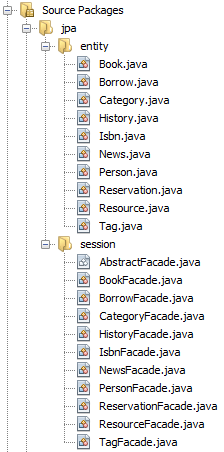 Source Packages
jpa
entity
Book.java
Borrow.java
Category.java
History.java
Isbn.java
News.java
Person.java
Reservation.java
Resource.java
Tag.java
session
AbstractFacade.java
BookFacade.java
BorrowFacade.java
CategoryFacade.java
HistoryFacade.java
IsbnFacade.java
NewsFacade.java
PersonFacade.java
ReservationFacade.java
ResourceFacade.java
TagFacade.java